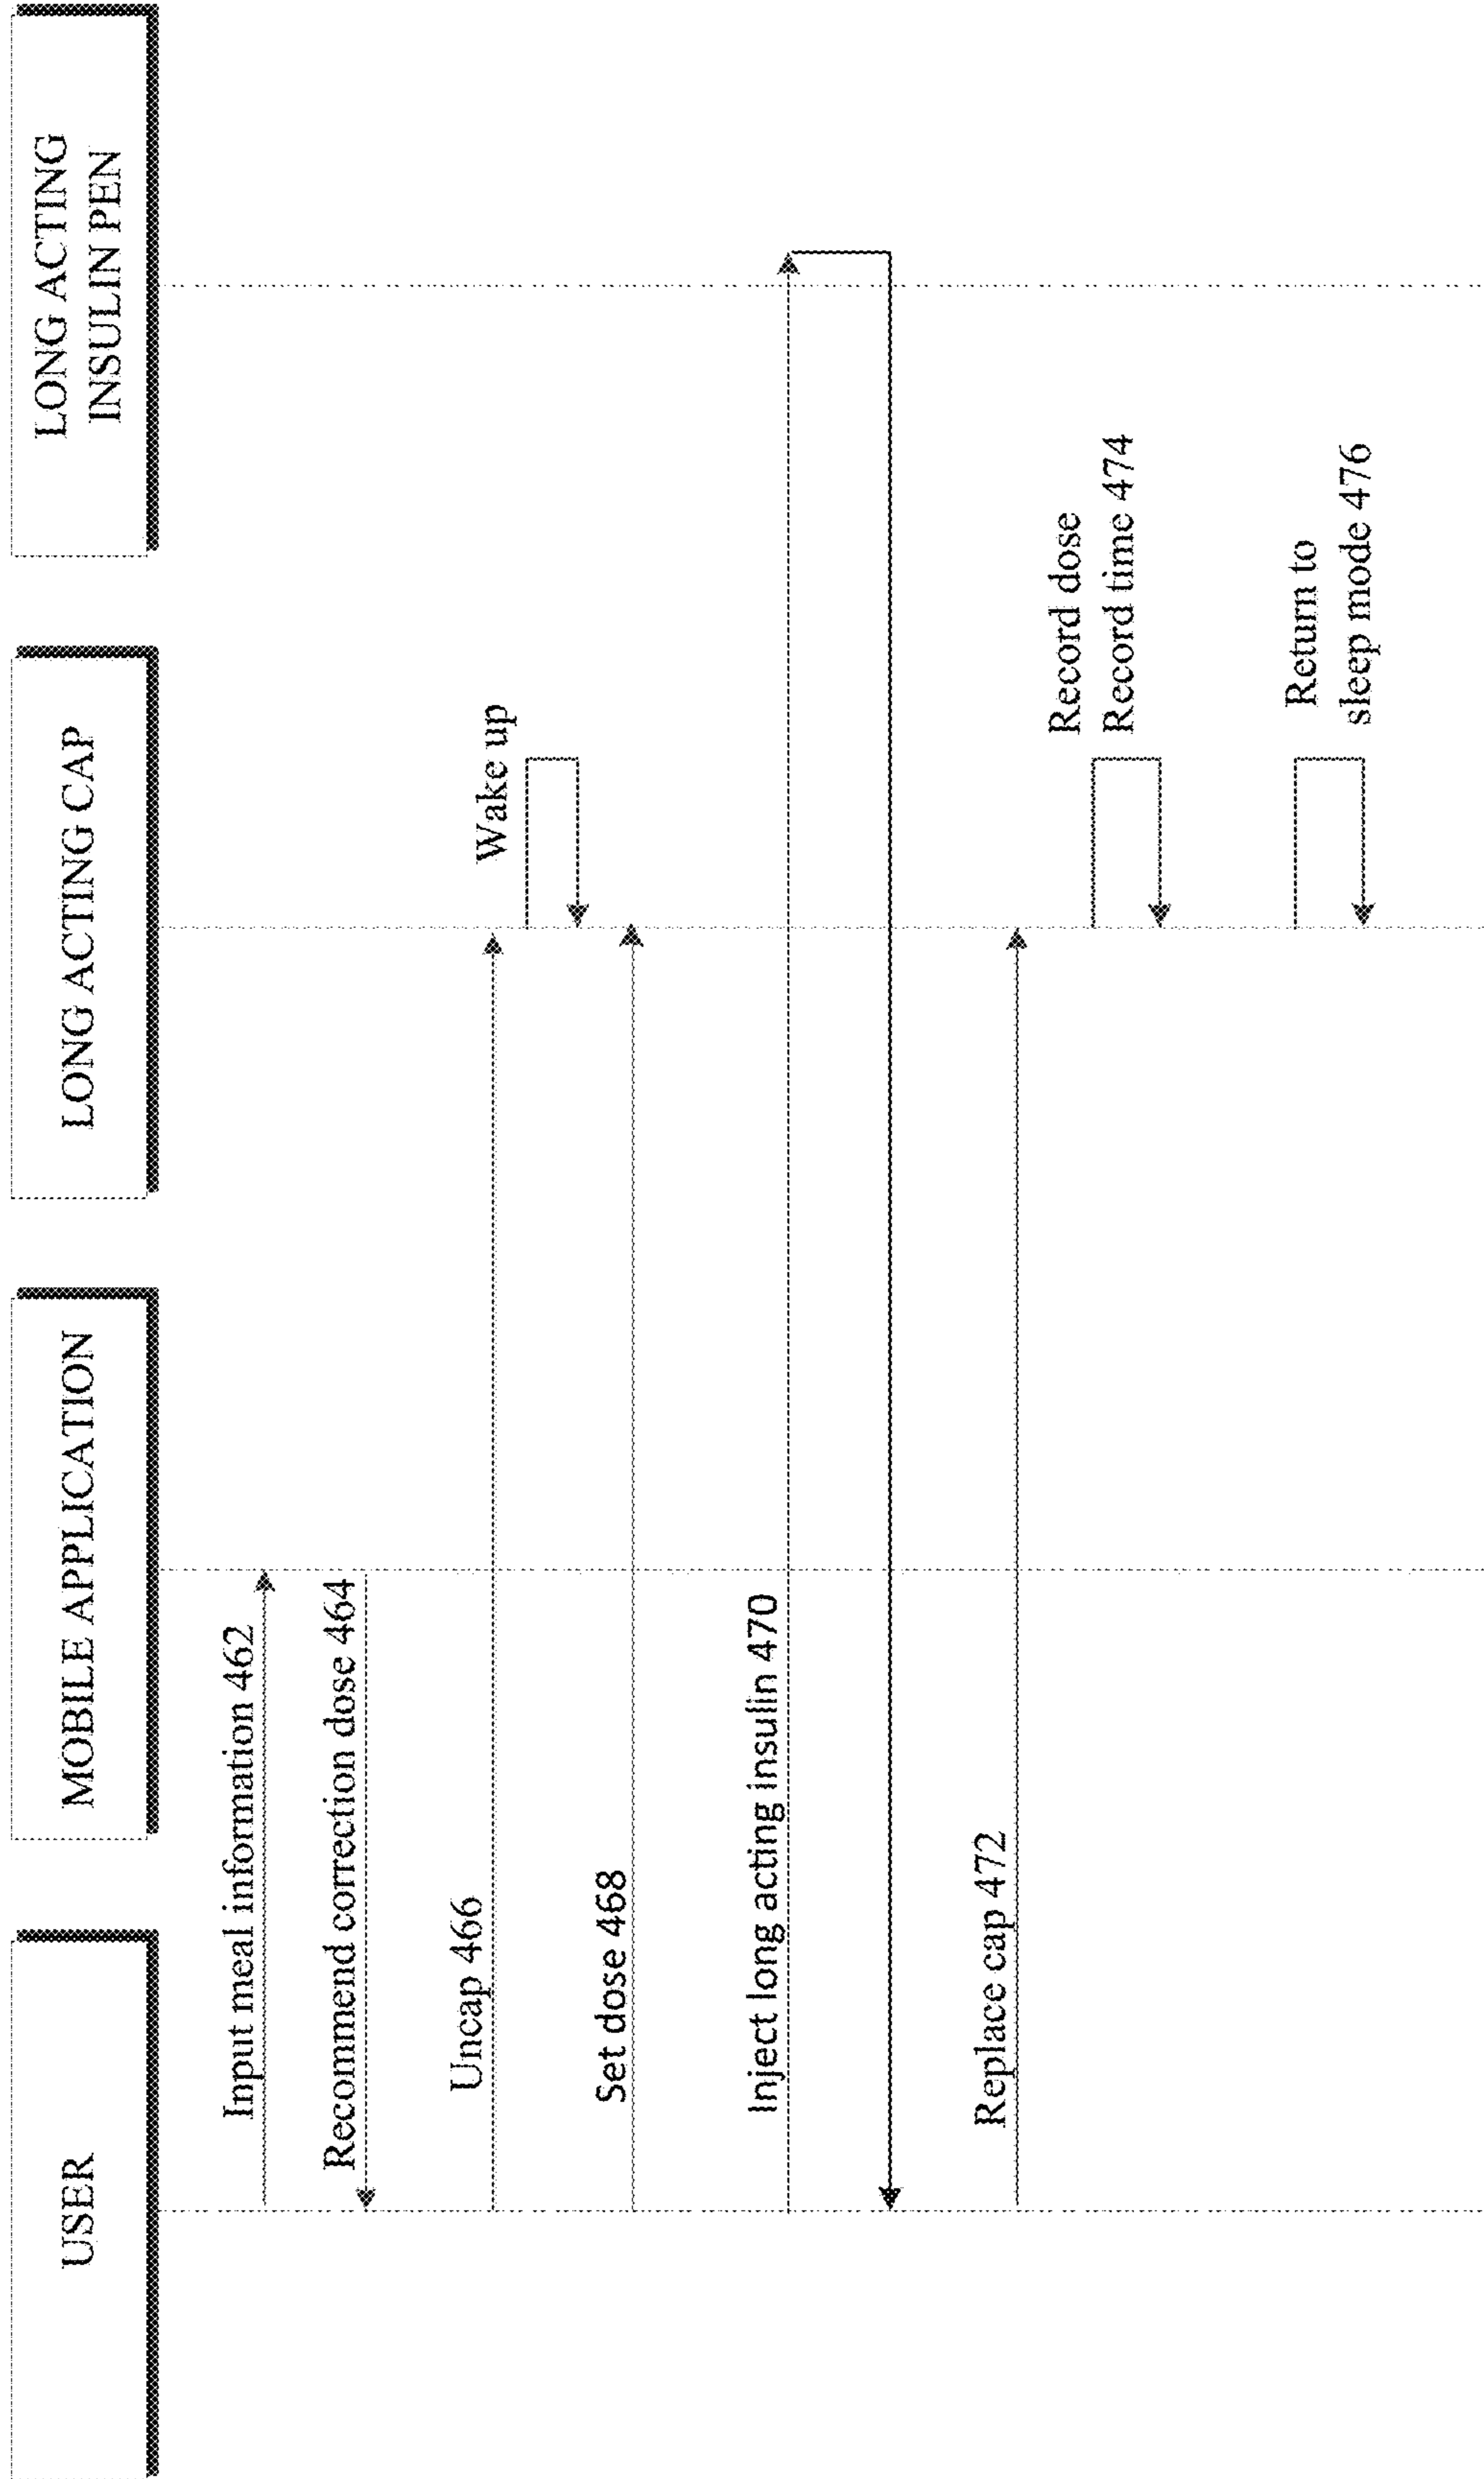 USER
MOBILE APPLICATION
LONG ACTING CAP
LONG ACTING
INSULIN PEN
Input meal information 462
Recommend correction dose 464
Uncap 466
Wake up
Set dose 468
Inject long acting insulin 470
Replace cap 472
Record dose
Record time 474
Return to
sleep mode 476